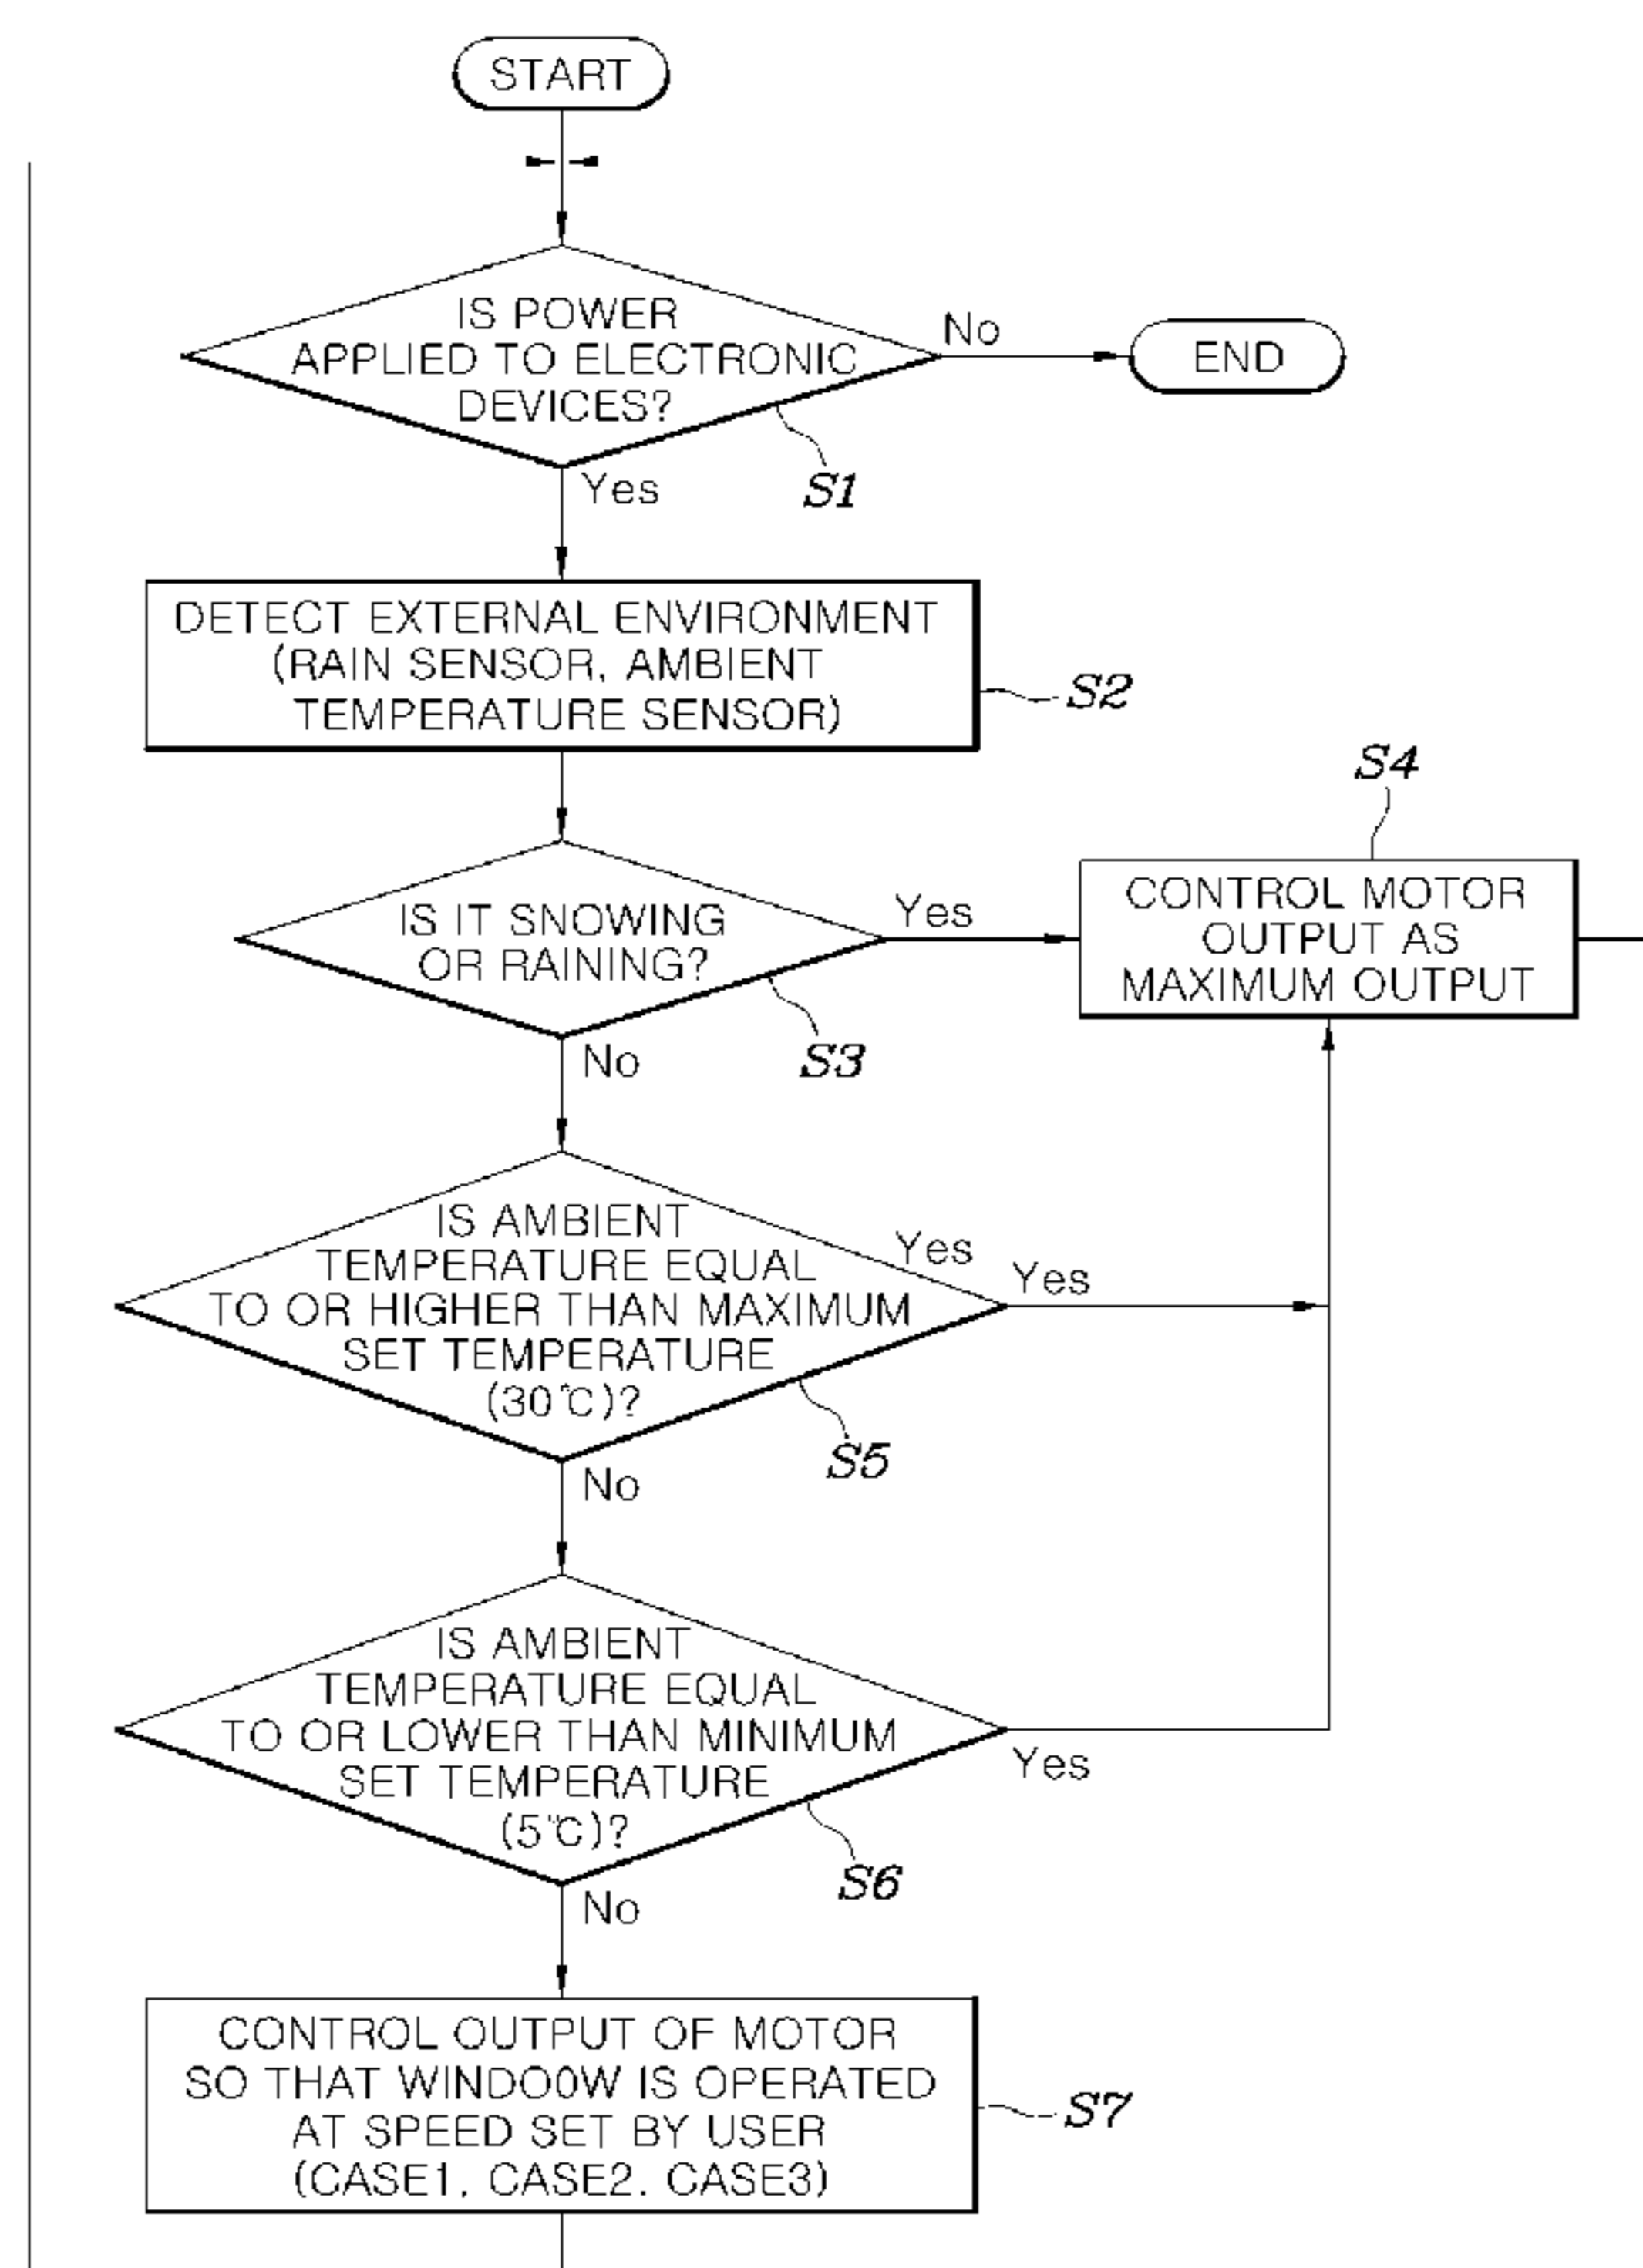 START
IS POWER
APPLIED TO ELECTRONIC
DEVICES?
No
END
Yes
S1
DETECT EXTERNAL ENVIRONMENT
(RAIN SENSOR, AMBIENT
TEMPERATURE SENSOR)
S2
S4
IS IT SNOWING
OR RAINING?
Yes
CONTROL MOTOR
OUTPUT AS
MAXIMUM OUTPUT
No
S3
IS AMBIENT
TEMPERATURE EQUAL
TO OR HIGHER THAN MAXIMUM
SET TEMPERATURE
(30℃)?
Yes
Yes
S5
No
IS AMBIENT
TEMPERATURE EQUAL
TO OR LOWER THAN MINIMUM
SET TEMPERATURE
(5℃)?
Yes
S6
No
CONTROL OUTPUT OF MOTOR
SO THAT WINDO0W IS OPERATED
AT SPEED SET BY USER
(CASE1, CASE2. CASE3)
S7